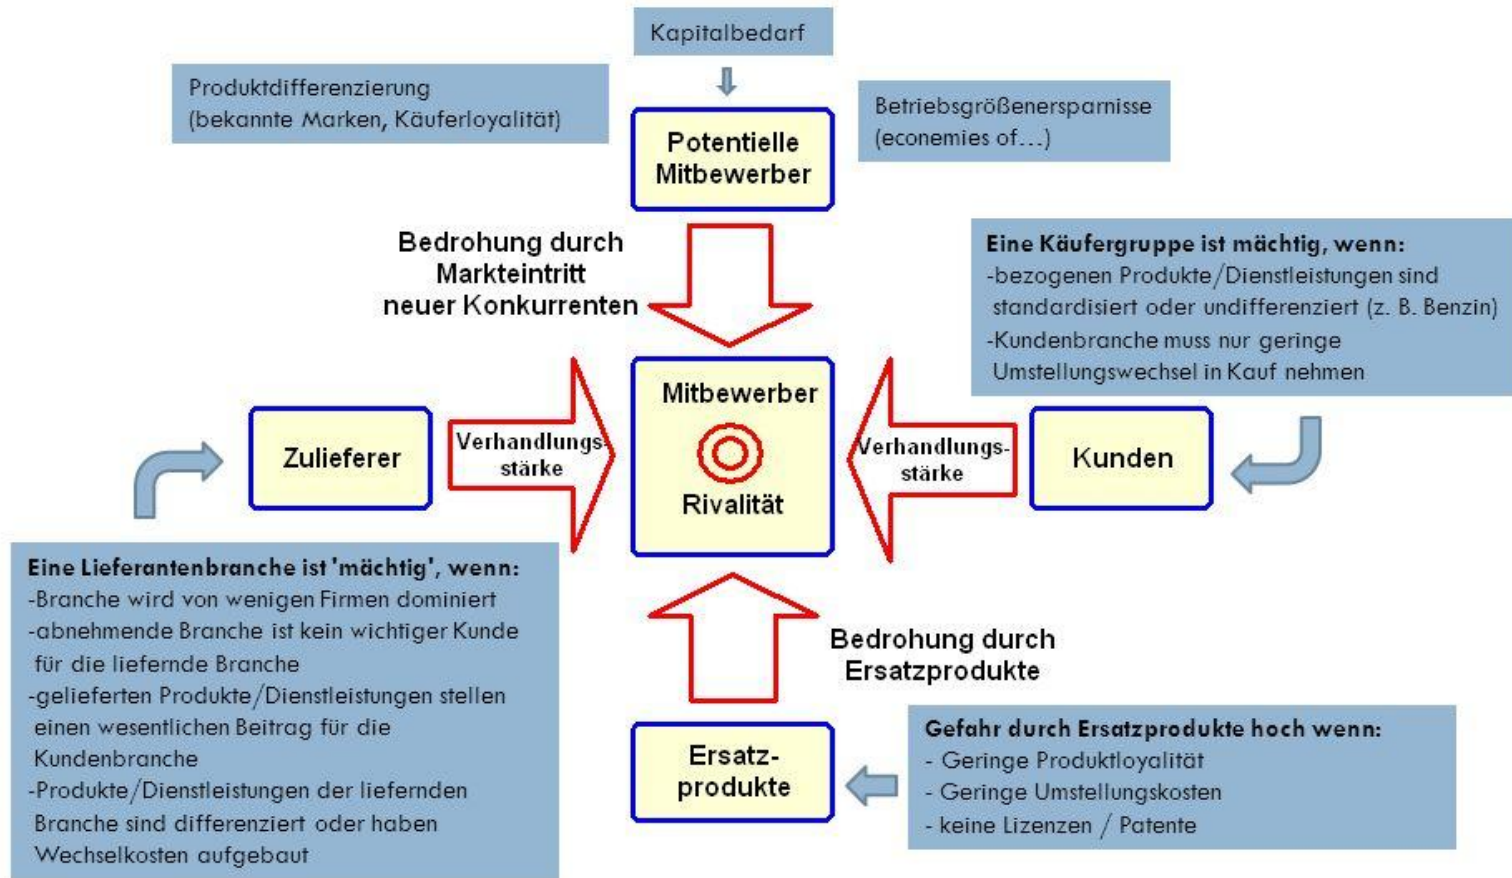 Kapitalbedarf
Produktdifferenzierung
(bekannte Marken, Käuferloyalität)
Betriebsgrößenersparnisse
(econemies of...)
Potentielle
Mitbewerber
Bedrohung durch
Markteintritt
neuer Konkurrenten
Eine Käufergruppe ist mächtig, wenn:
-bezogenen Produkte/Dienstleistungen sind
standardisiert oder undifferenziert (z. B. Benzin)
-Kundenbranche muss nur geringe
Umstellungswechsel in Kauf nehmen
Zulieferer
Verhandlungs-
stärke
Mitbewerber
Rivalität
Verhandlungs-
stärke
Kunden
Eine Lieferantenbranche ist 'mächtig', wenn:
-Branche wird von wenigen Firmen dominiert
-abnehmende Branche ist kein wichtiger Kunde
für die liefernde Branche
-gelieferten Produkte/Dienstleistungen stellen
einen wesentlichen Beitrag für die
Kundenbranche
-Produkte/Dienstleistungen der liefernden
Branche sind differenziert oder haben
Wechselkosten aufgebaut
Bedrohung durch
Ersatzprodukte
Ersatz-
produkte
Gefahr durch Ersatzprodukte hoch wenn:
- Geringe Produktloyalität
- Geringe Umstellungskosten
- keine Lizenzen / Patente